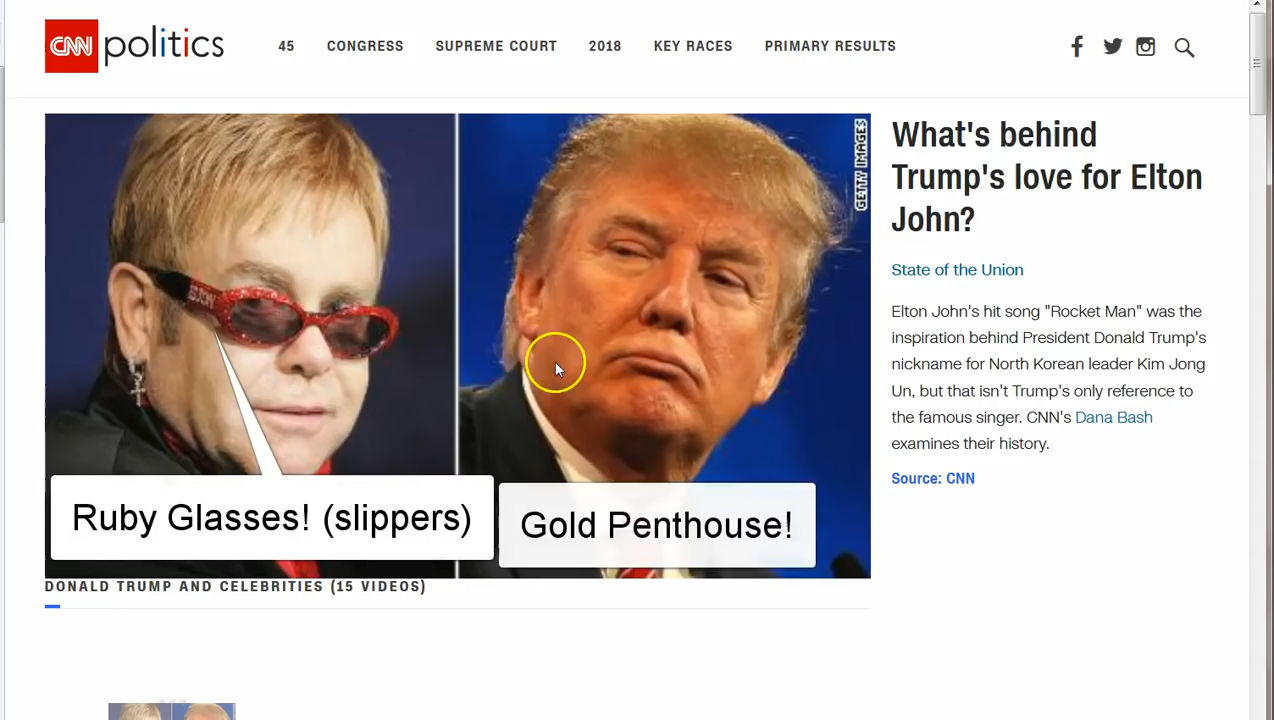 CNN politics
45 CONGRESS SUPREME COURT 2018 KEY RACES PRIMARY RESULTS
GETTY IMAGES
Ruby Glasses! (slippers)
Gold Penthouse!
What's behind
Trump's love for Elton
John?
State of the Union
Elton John's hit song "Rocket Man" was the
inspiration behind President Donald Trump's
nickname for North Korean leader Kim Jong
Un, but that isn't Trump's only reference to
the famous singer. CNN's Dana Bash
examines their history.
Source: CNN
DONALD TRUMP AND CELEBRITIES (15 VIDEOS)